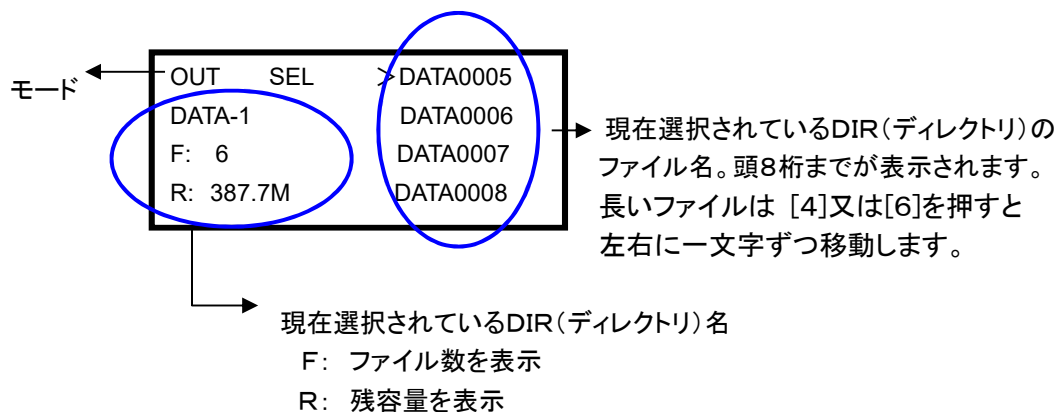 モード
OUT SEL >DATA0005
DATA-1 DATA0006
F: 6 DATA0007
R: 387.7M DATA0008
現在選択されているDIR(ディレクトリ)の
ファイル名。頭8桁までが表示されます。
長いファイルは [4]又は[6]を押すと
左右に一文字ずつ移動します。
現在選択されているDIR(ディレクトリ)名
F: ファイル数を表示
R: 残容量を表示